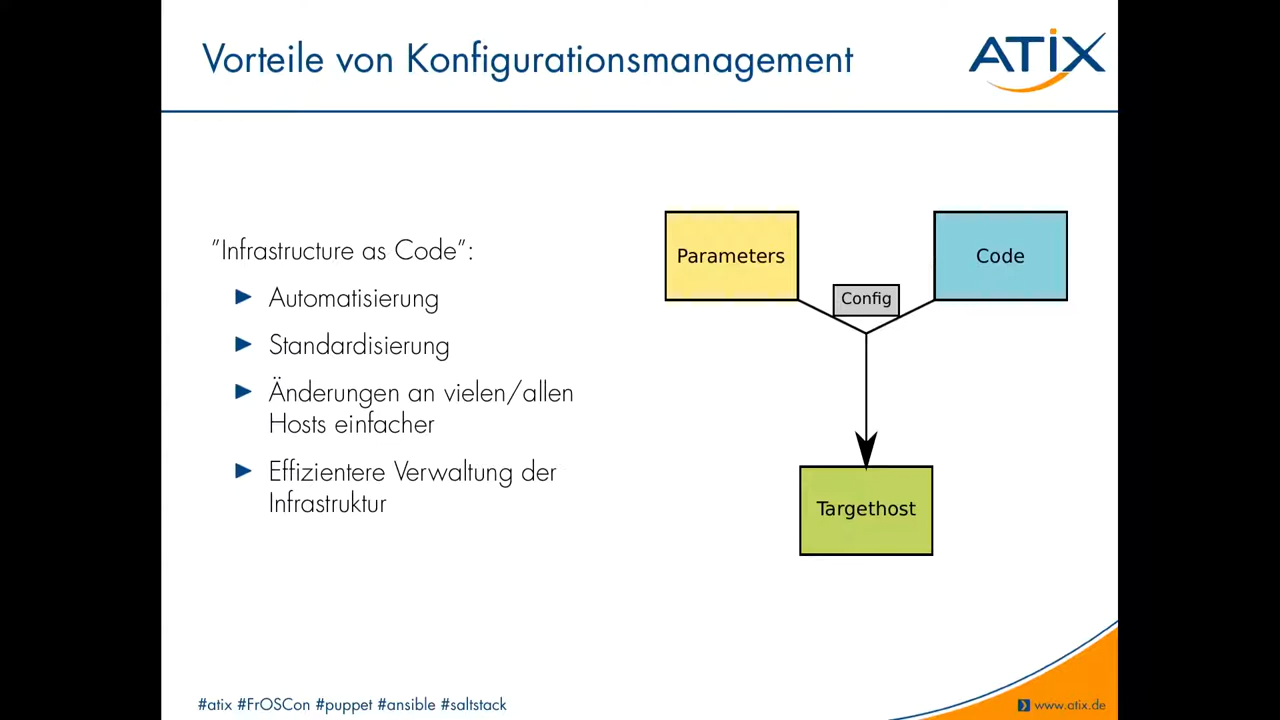 Vorteile von Konfigurationsmanagement
ATIX
"Infrastructure as Code":
Automatisierung
Standardisierung
Änderungen an vielen/allen
Hosts einfacher
Effizientere Verwaltung der
Infrastruktur
Parameters
Code
Config
Targethost
#atix #FrOSCon #puppet #ansible #saltstack
www.atix.de